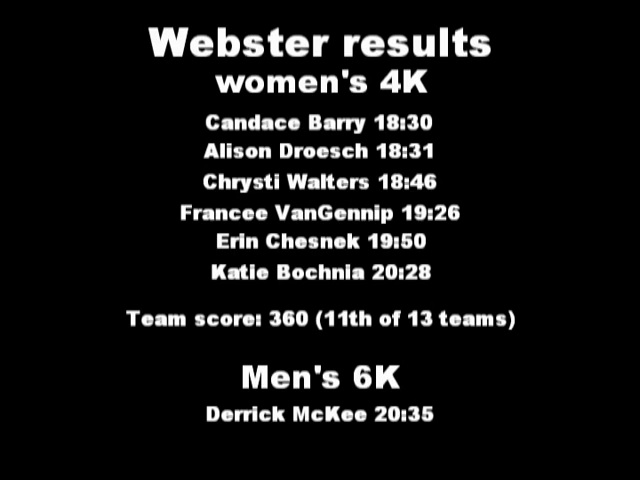 Webster results
women's 4K
Candace Barry 18:30
Alison Droesch 18:31
Chrysti Walters 18:46
Francee VanGennip 19:26
Erin Chesnek 19:50
Katie Bochnia 20:28
Team score: 360 (11th of 13 teams)
Men's 6K
Derrick McKee 20:35